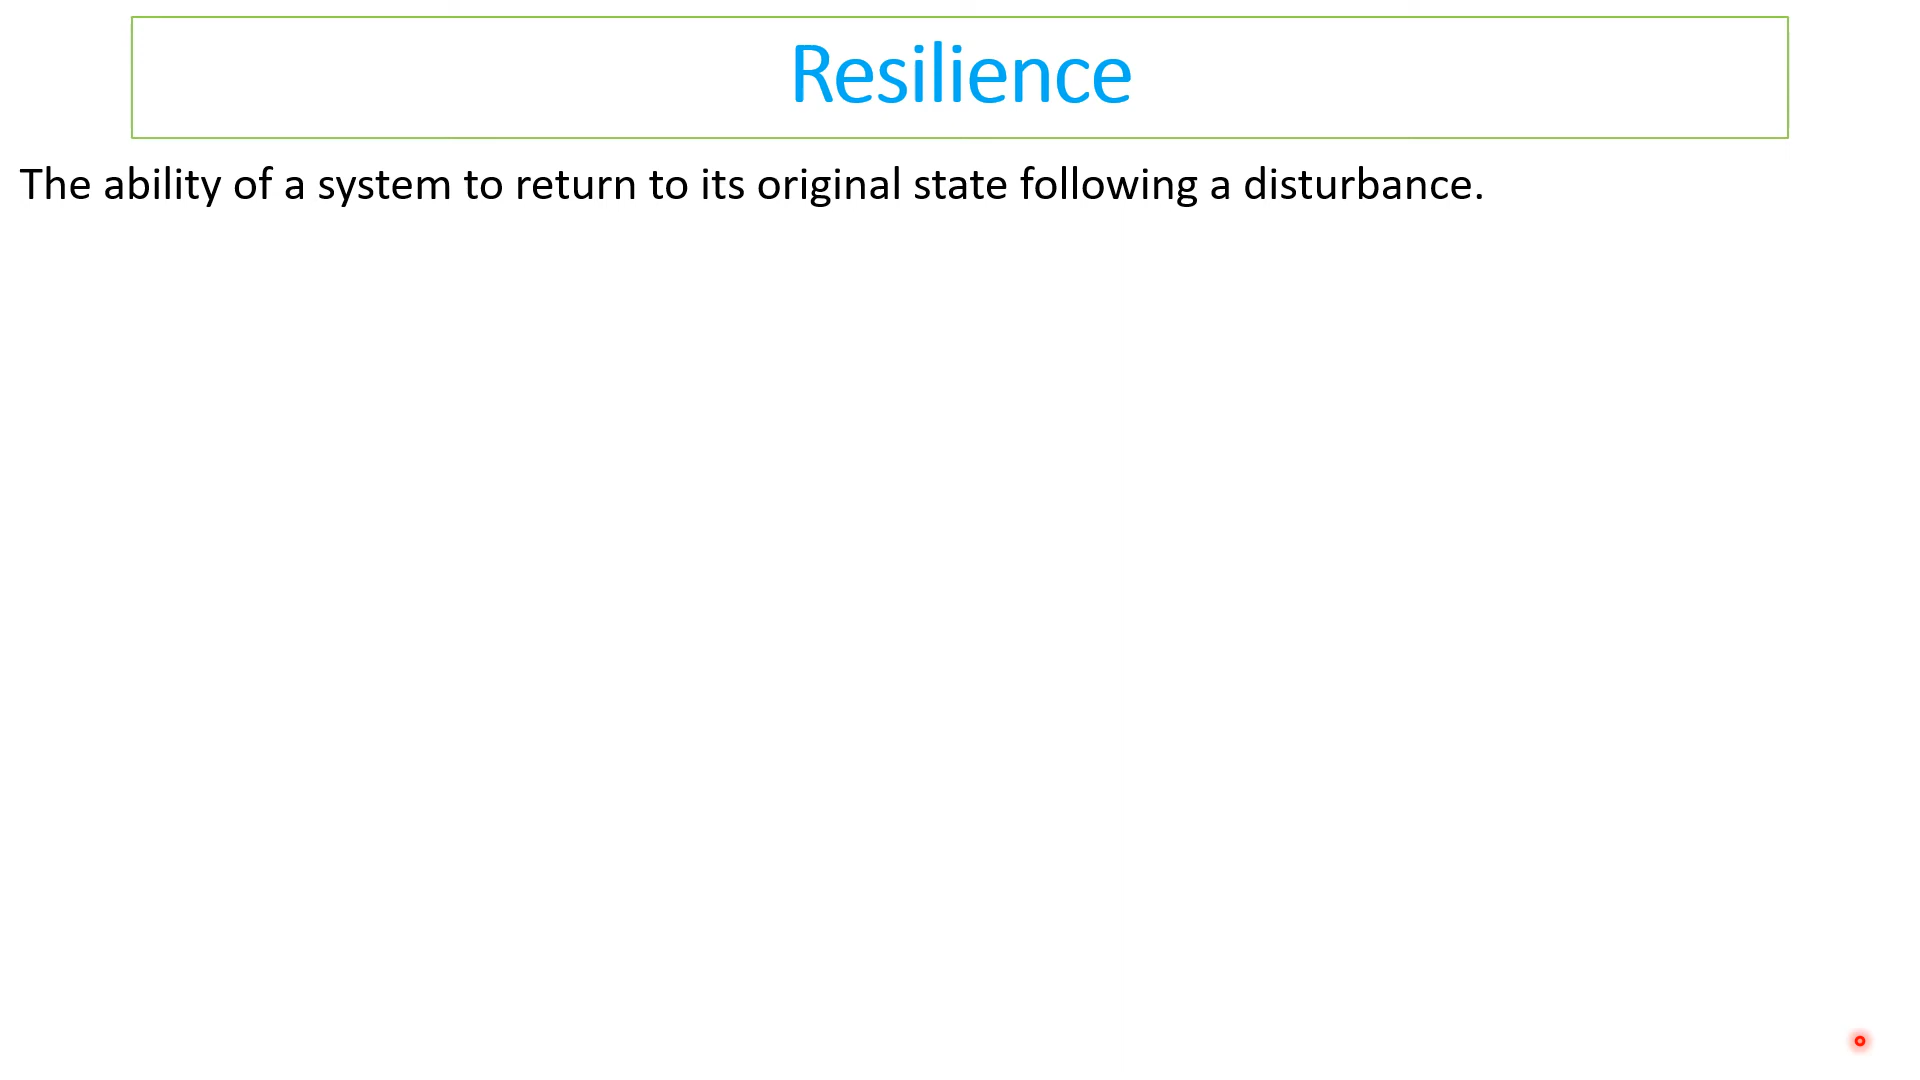 Resilience
The ability of a system to return to its original state following a disturbance.